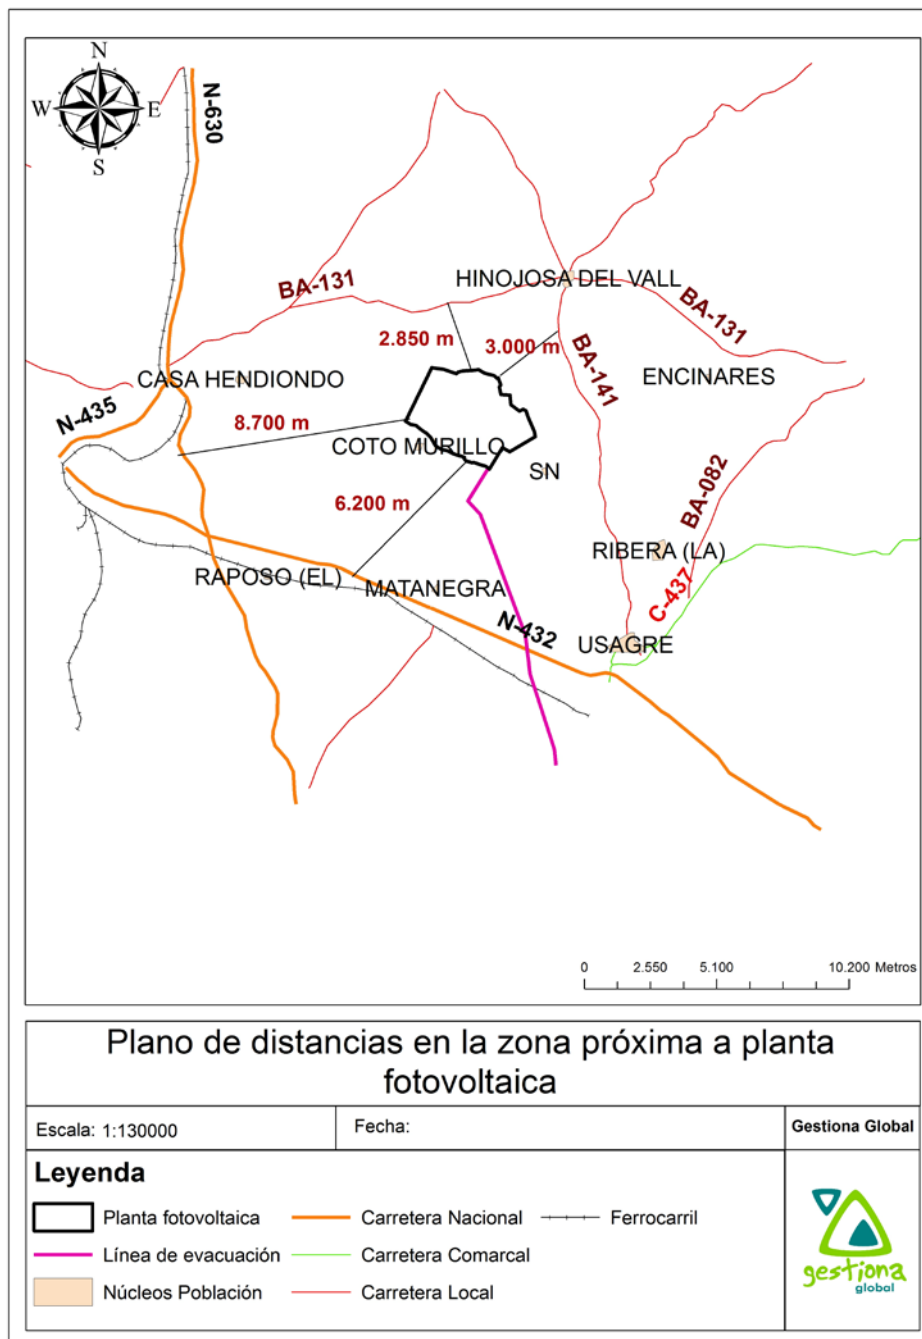 N
W E
S
N-630
BA-131
HINOJOSA DEL VALL
BA-131
2.850 m
3.000 m
BA-141
ENCINARES
CASA HENDIONDO
N-435
8.700 m
COTO MURILLO
SN
BA-082
6.200 m
RIBERA (LA)
RAPOSO (EL)
MATANEGRA
C-437
N-432
USAGRE
0 2.550 5.100 10.200 Metros
Plano de distancias en la zona próxima a planta
fotovoltaica
Escala: 1:130000
Fecha:
Gestiona Global
Leyenda
Planta fotovoltaica
Carretera Nacional
Ferrocarril
Línea de evacuación
Carretera Comarcal
Núcleos Población
Carretera Local
gestiona
global